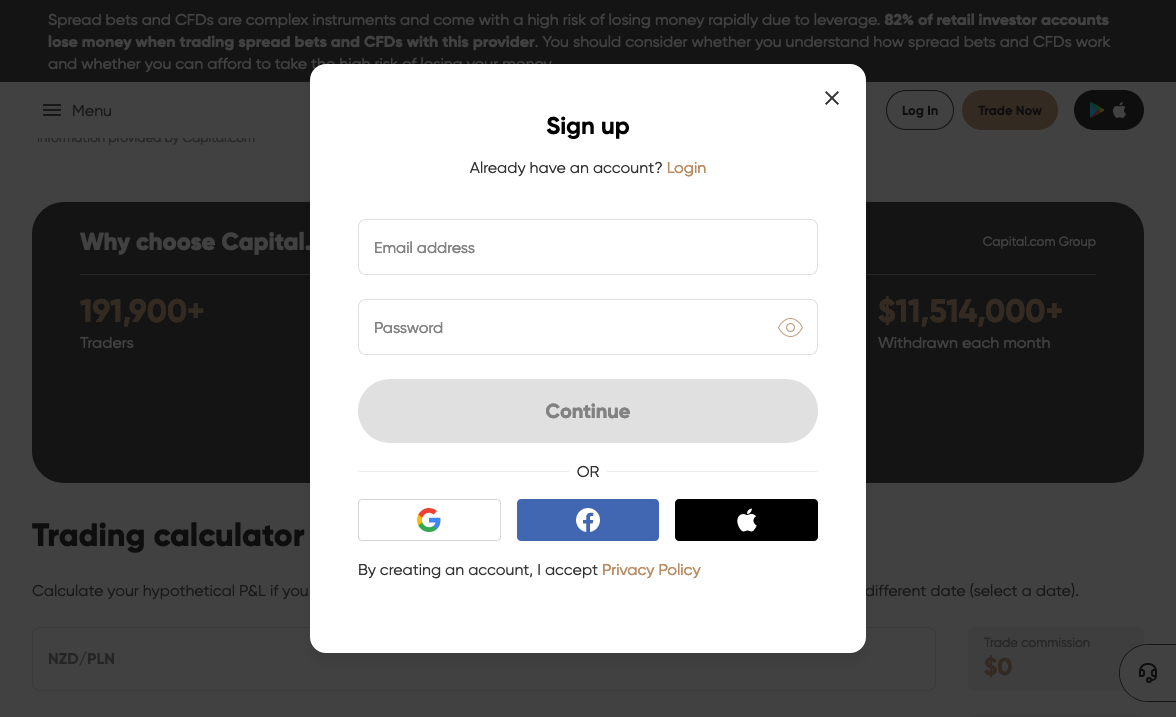 Spread bets and CFDs are complex instruments and come with a high risk of losing money rapidly due to leverage. 82% of retail investor accounts
lose money when trading spread bets and CFDs with this provider. You should consider whether you understand how spread bets and CFDs work
and whether you can afford to take the high risk of losing your money.
Menu
Log In
Trade Now
information provided by Capital.com
Sign up
Already have an account? Login
Email address
Password
Continue
OR
By creating an account, I accept Privacy Policy
Why choose Capital.
Capital.com Group
191,900+
Traders
$11,514,000+
Withdrawn each month
Trading calculator
Calculate your hypothetical P&L if you
different date (select a date).
NZD/PLN
Trade commission
$0